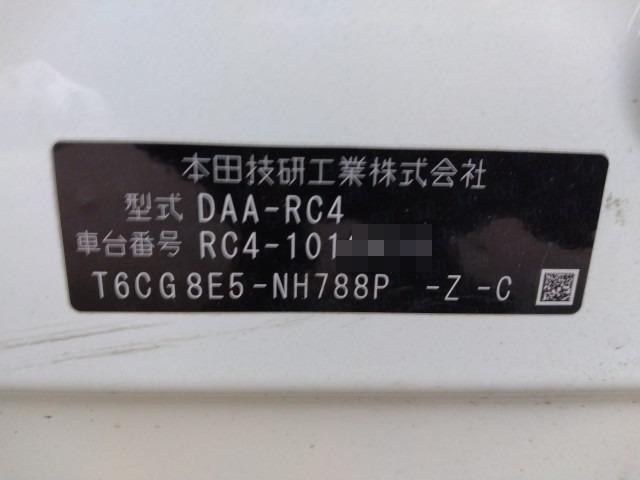 本田技研工業株式会社
型式 DAA-RC4
車台番号 RC4-101
T6CG8E5-NH788P -Z -C